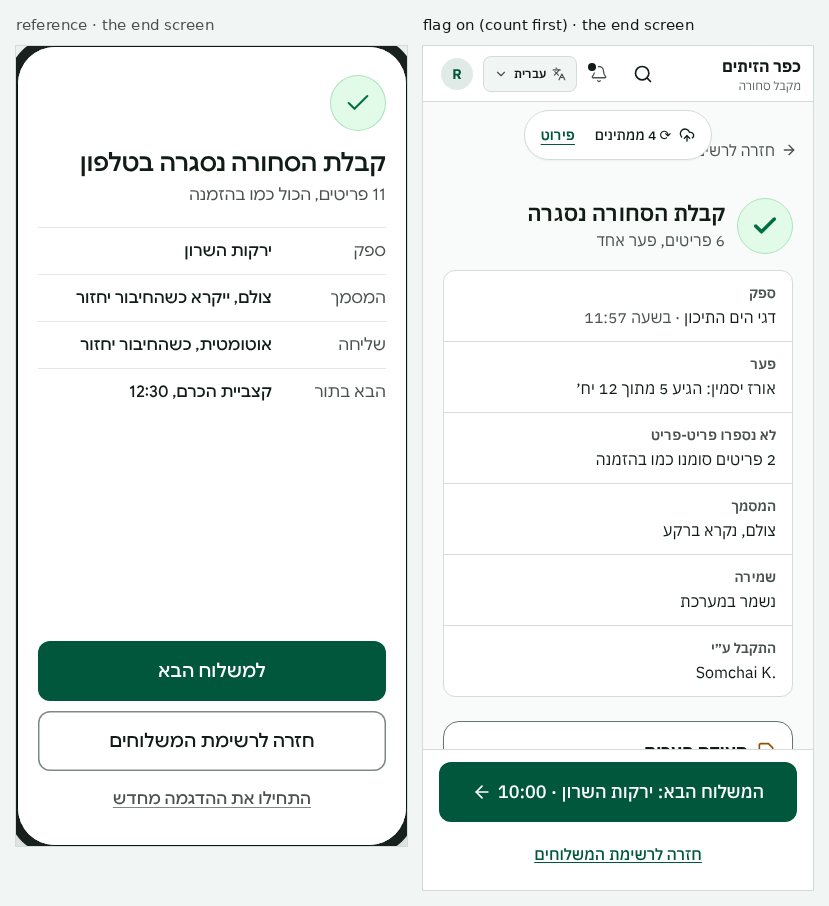 reference · the end screen
קבלת הסחורה נסגרה בטלפון
11 פריטים, הכול כמו בהזמנה
ספק ירקות השרון
המסמך צולם, ייקרא כשהחיבור יחזור
שליחה אוטומטית, כשהחיבור יחזור
הבא בתור קצביית הכרם, 12:30
למשלוח הבא
חזרה לרשימת המשלוחים
התחילו את ההדגמה מחדש
flag on (count first) · the end screen
כפר הזיתים
מקבל סחורה
עברית
R
4 ממתינים
פירוט
חזרה
קבלת הסחורה נסגרה
6 פריטים, פער אחד
ספק
דגי הים התיכון · בשעה 11:57
פער
אורז יסמין: הגיע 5 מתוך 12 יח׳
לא נספרו פריט-פריט
2 פריטים סומנו כמו בהזמנה
המסמך
צולם, נקרא ברקע
שמירה
נשמר במערכת
התקבל ע״י
Somchai K.
המשלוח הבא: ירקות השרון · 10:00 ←
חזרה לרשימת המשלוחים